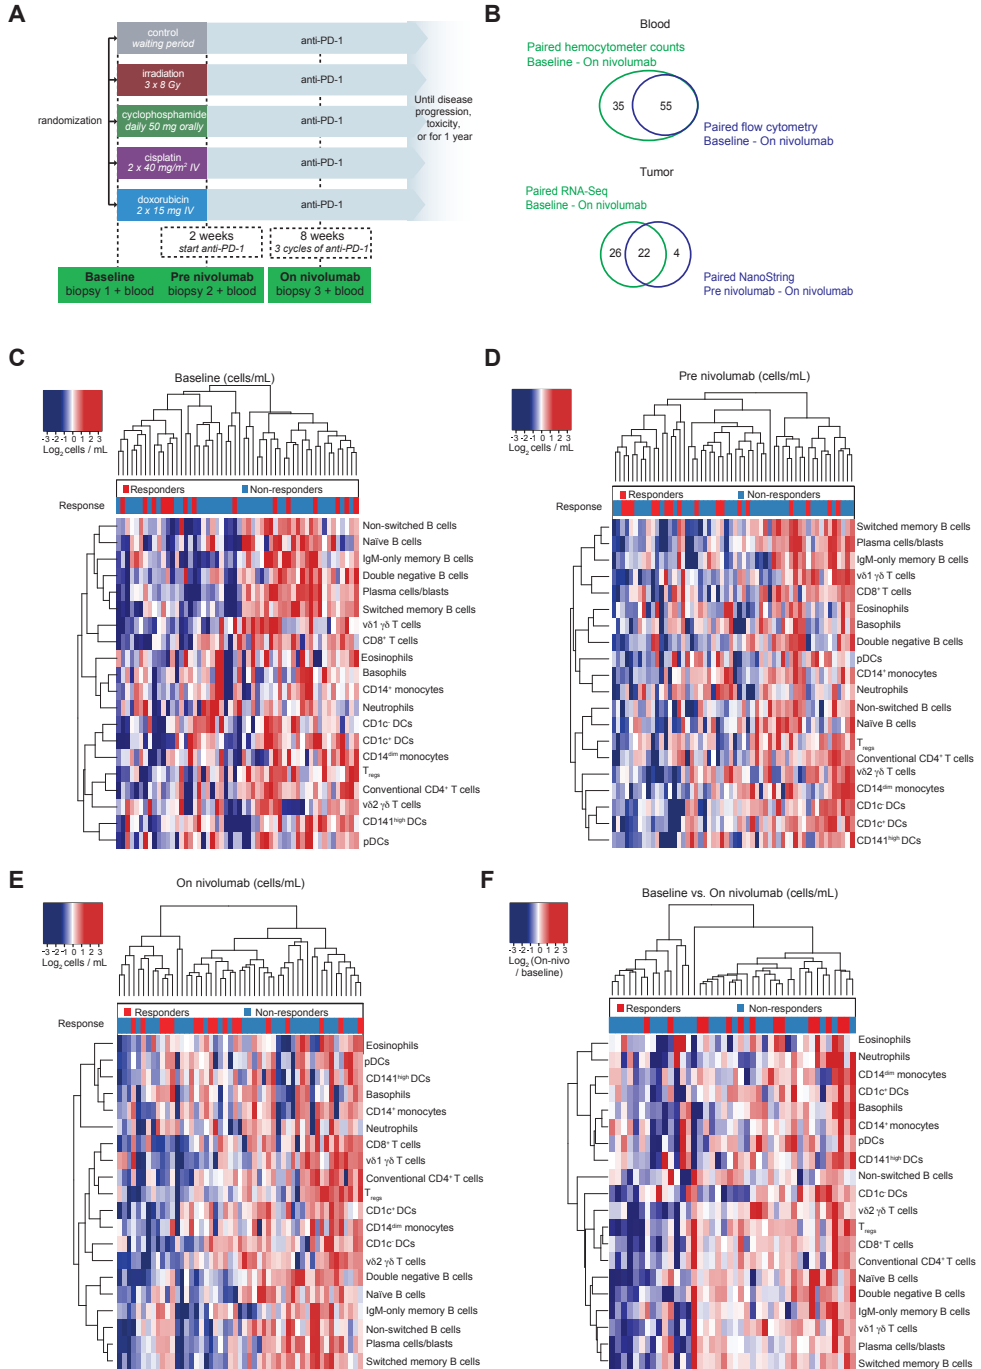 A
control
waiting period
anti-PD-1
irradiation
3 x 8 Gy
anti-PD-1
randomization
cyclophosphamide
daily 50 mg orally
anti-PD-1
cisplatin
2 x 40 mg/m² IV
anti-PD-1
doxorubicin
2 x 15 mg IV
anti-PD-1
Until disease
progression,
toxicity,
or for 1 year
2 weeks
start anti-PD-1
8 weeks
3 cycles of anti-PD-1
Baseline
biopsy 1 + blood
Pre nivolumab
biopsy 2 + blood
On nivolumab
biopsy 3 + blood
B
Blood
Paired hemocytometer counts
Baseline - On nivolumab
35
55
Paired flow cytometry
Baseline - On nivolumab
Tumor
Paired RNA-Seq
Baseline - On nivolumab
26
22
4
Paired NanoString
Pre nivolumab - On nivolumab
C
Baseline (cells/mL)
-3 -2 -1 0 1 2 3
Log₂ cells / mL
Responders
Non-responders
Response
Non-switched B cells
Naïve B cells
IgM-only memory B cells
Double negative B cells
Plasma cells/blasts
Switched memory B cells
vδ1 γδ T cells
CD8⁺ T cells
Eosinophils
Basophils
CD14⁺ monocytes
Neutrophils
CD1c⁻ DCs
CD1c⁺ DCs
CD14ᵈⁱᵐ monocytes
Tregs
Conventional CD4⁺ T cells
vδ2 γδ T cells
CD141ʰⁱᵍʰ DCs
pDCs
D
Pre nivolumab (cells/mL)
-3 -2 -1 0 1 2 3
Log₂ cells / mL
Responders
Non-responders
Response
Switched memory B cells
Plasma cells/blasts
IgM-only memory B cells
vδ1 γδ T cells
CD8⁺ T cells
Eosinophils
Basophils
Double negative B cells
pDCs
CD14⁺ monocytes
Neutrophils
Non-switched B cells
Naïve B cells
Tregs
Conventional CD4⁺ T cells
vδ2 γδ T cells
CD14ᵈⁱᵐ monocytes
CD1c⁻ DCs
CD1c⁺ DCs
CD141ʰⁱᵍʰ DCs
E
On nivolumab (cells/mL)
-3 -2 -1 0 1 2 3
Log₂ cells / mL
Responders
Non-responders
Response
Eosinophils
pDCs
CD141ʰⁱᵍʰ DCs
Basophils
CD14⁺ monocytes
Neutrophils
CD8⁺ T cells
vδ1 γδ T cells
Conventional CD4⁺ T cells
Tregs
CD1c⁺ DCs
CD14ᵈⁱᵐ monocytes
CD1c⁻ DCs
vδ2 γδ T cells
Double negative B cells
Naïve B cells
IgM-only memory B cells
Non-switched B cells
Plasma cells/blasts
Switched memory B cells
F
Baseline vs. On nivolumab (cells/mL)
-3 -2 -1 0 1 2 3
Log₂ (On-nivo
/ baseline)
Responders
Non-responders
Eosinophils
Neutrophils
CD14ᵈⁱᵐ monocytes
CD1c⁺ DCs
Basophils
CD14⁺ monocytes
pDCs
CD141ʰⁱᵍʰ DCs
Non-switched B cells
CD1c⁻ DCs
vδ2 γδ T cells
Tregs
CD8⁺ T cells
Conventional CD4⁺ T cells
Naïve B cells
Double negative B cells
IgM-only memory B cells
vδ1 γδ T cells
Plasma cells/blasts
Switched memory B cells